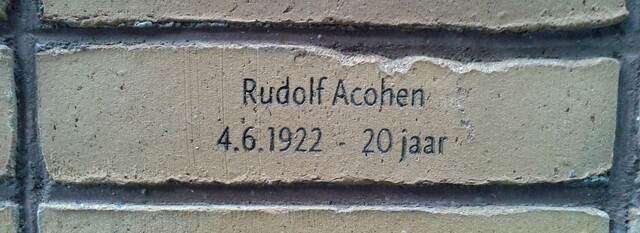 Rudolf Acohen
4.6.1922 - 20 jaar